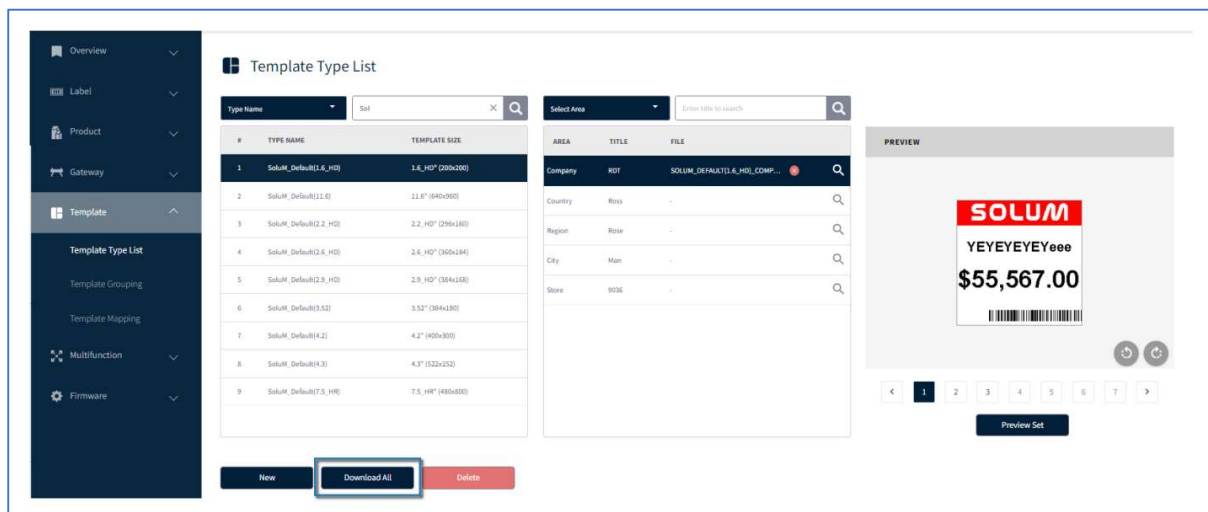 Overview
Label
Product
Gateway
Template
Template Type List
Template Grouping
Template Mapping
Multifunction
Firmware
Template Type List
Type Name
Sol
# TYPE NAME TEMPLATE SIZE
1 SoluM_Default(1.6_HD) 1.6_HD" (200x200)
2 SoluM_Default(11.6) 11.6" (640x960)
3 SoluM_Default(2.2_HD) 2.2_HD" (296x160)
4 SoluM_Default(2.6_HD) 2.6_HD" (360x184)
5 SoluM_Default(2.9_HD) 2.9_HD" (384x168)
6 SoluM_Default(3.52) 3.52" (384x180)
7 SoluM_Default(4.2) 4.2" (400x300)
8 SoluM_Default(4.3) 4.3" (522x152)
9 SoluM_Default(7.5_HR) 7.5_HR" (480x800)
New Download All Delete
Select Area
Enter title to search
AREA TITLE FILE
Company RDT SOLUM_DEFAULT(1.6_HD)_COMP...
Country Ross -
Region Rose -
City Man -
Store 9036 -
PREVIEW
SOLUM
YEYEYEYEYeee
$55,567.00
< 1 2 3 4 5 6 7 >
Preview Set